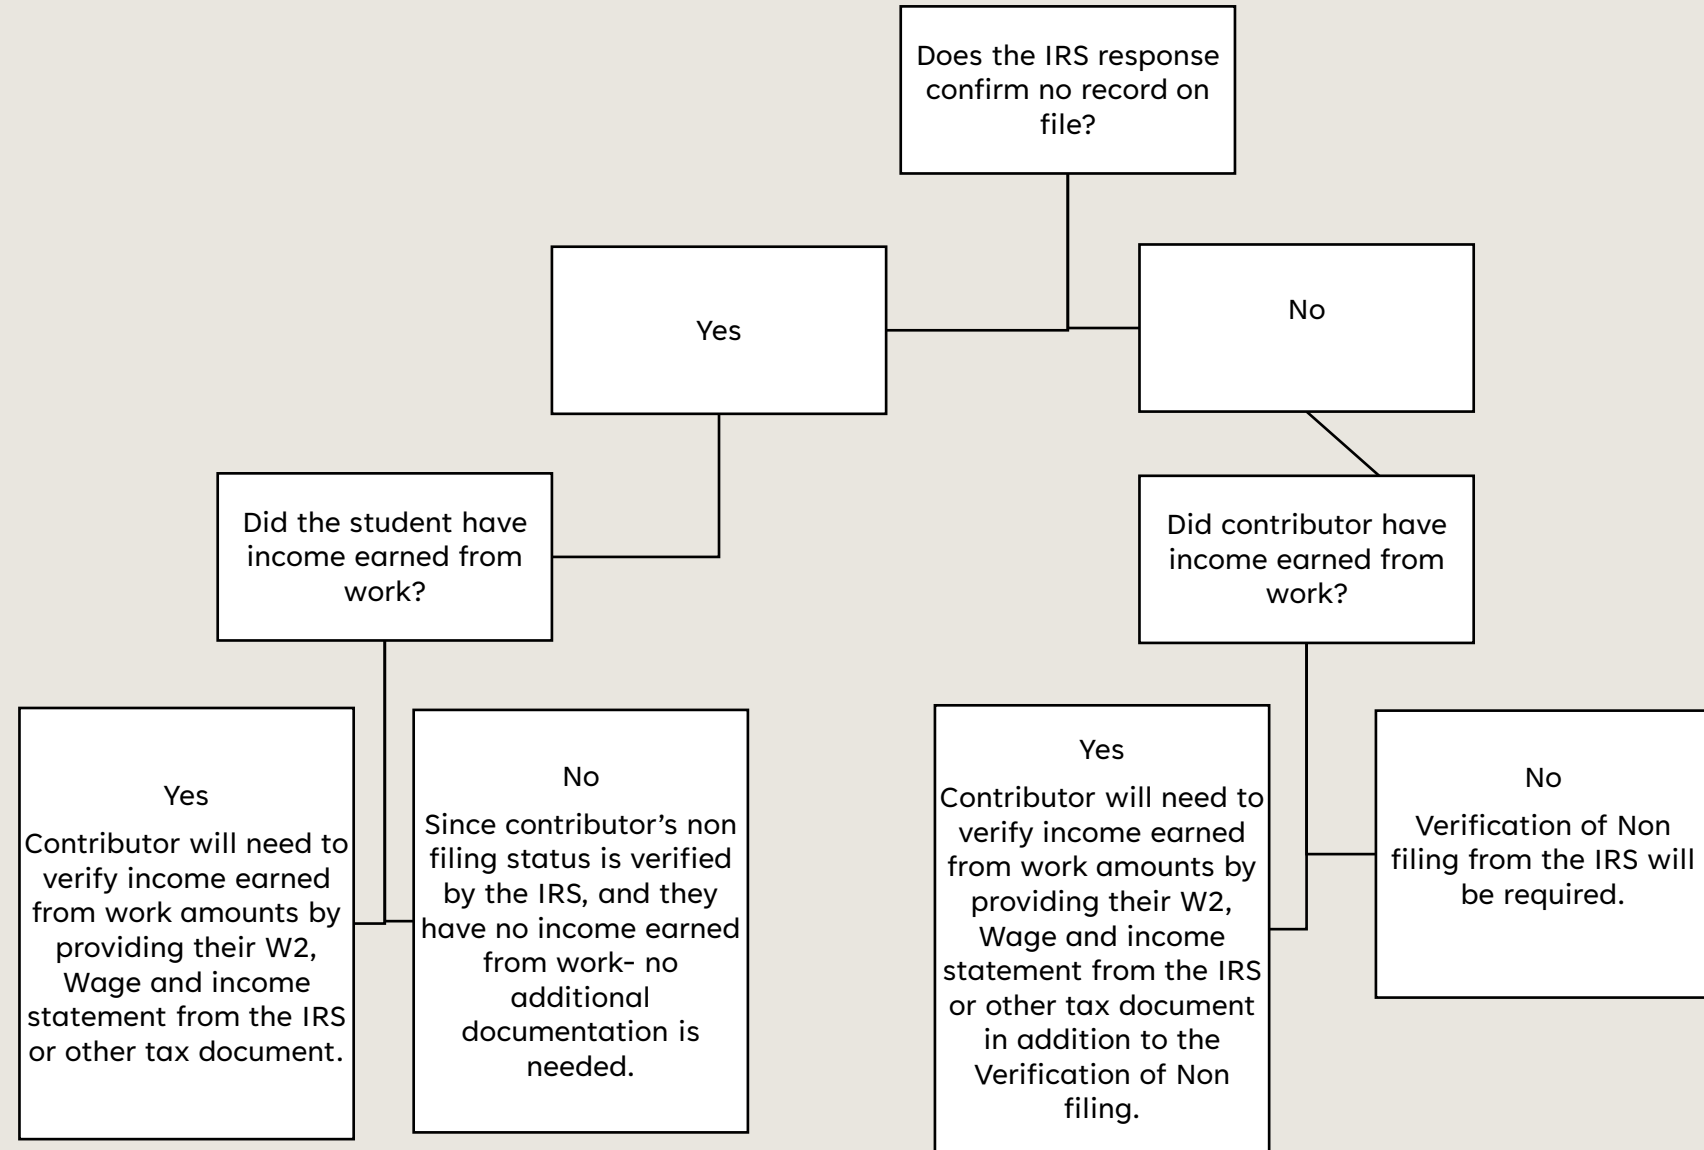 Does the IRS response
confirm no record on
file?
Yes
No
Did the student have
income earned from
work?
Did contributor have
income earned from
work?
Yes
Contributor will need to
verify income earned
from work amounts by
providing their W2,
Wage and income
statement from the IRS
or other tax document.
No
Since contributor’s non
filing status is verified
by the IRS, and they
have no income earned
from work- no
additional
documentation is
needed.
Yes
Contributor will need to
verify income earned
from work amounts by
providing their W2,
Wage and income
statement from the IRS
or other tax document
in addition to the
Verification of Non
filing.
No
Verification of Non
filing from the IRS will
be required.